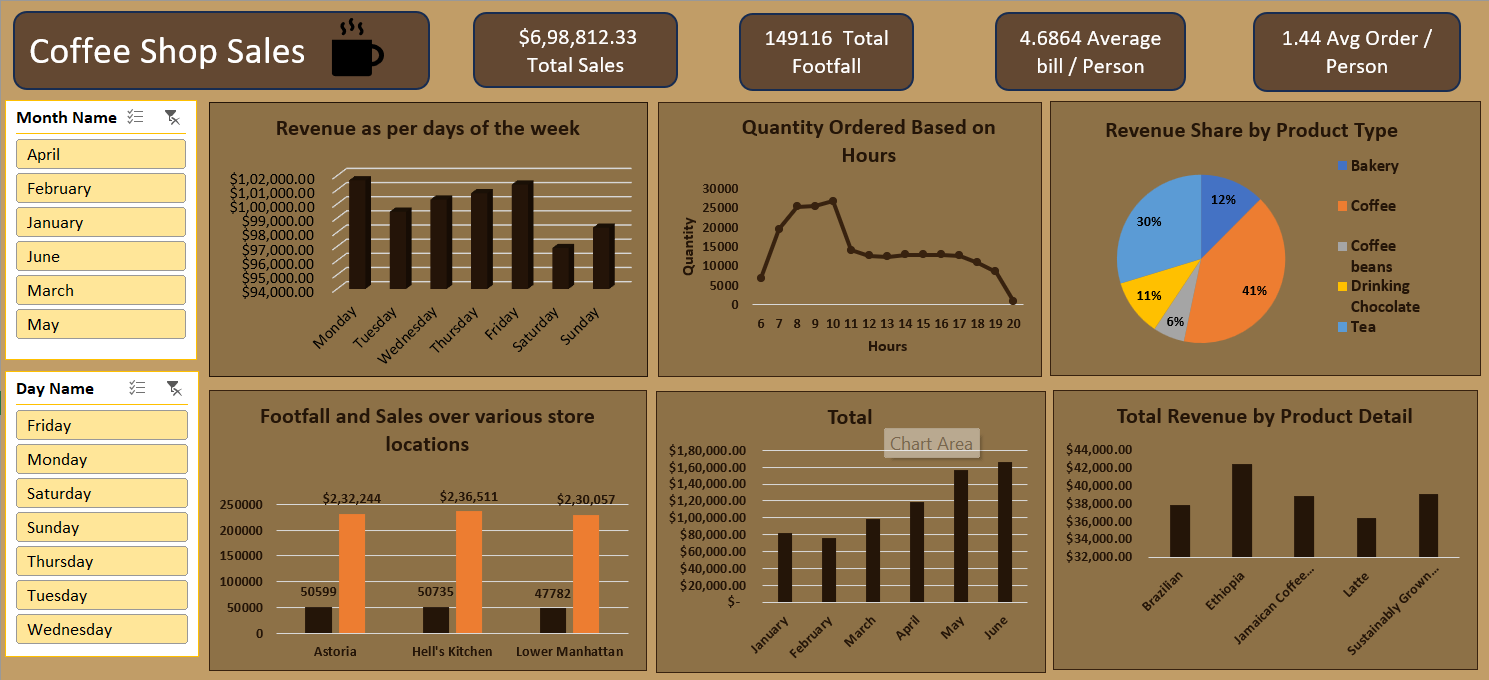 Coffee Shop Sales
$6,98,812.33
Total Sales
149116 Total
Footfall
4.6864 Average
bill / Person
1.44 Avg Order /
Person
Month Name
April
February
January
June
March
May
Day Name
Friday
Monday
Saturday
Sunday
Thursday
Tuesday
Wednesday
Revenue as per days of the week
$1,02,000.00
$1,01,000.00
$1,00,000.00
$99,000.00
$98,000.00
$97,000.00
$96,000.00
$95,000.00
$94,000.00
Monday
Tuesday
Wednesday
Thursday
Friday
Saturday
Sunday
Quantity Ordered Based on
Hours
Quantity
30000
25000
20000
15000
10000
5000
0
6 7 8 9 10 11 12 13 14 15 16 17 18 19 20
Hours
Revenue Share by Product Type
12%
41%
6%
11%
30%
Bakery
Coffee
Coffee
beans
Drinking
Chocolate
Tea
Footfall and Sales over various store
locations
250000
200000
150000
100000
50000
0
$2,32,244
$2,36,511
$2,30,057
50599
50735
47782
Astoria
Hell's Kitchen
Lower Manhattan
Total
Chart Area
$1,80,000.00
$1,60,000.00
$1,40,000.00
$1,20,000.00
$1,00,000.00
$80,000.00
$60,000.00
$40,000.00
$20,000.00
$-
January
February
March
April
May
June
Total Revenue by Product Detail
$44,000.00
$42,000.00
$40,000.00
$38,000.00
$36,000.00
$34,000.00
$32,000.00
Brazilian
Ethiopia
Jamaican Coffee...
Latte
Sustainably Grown...